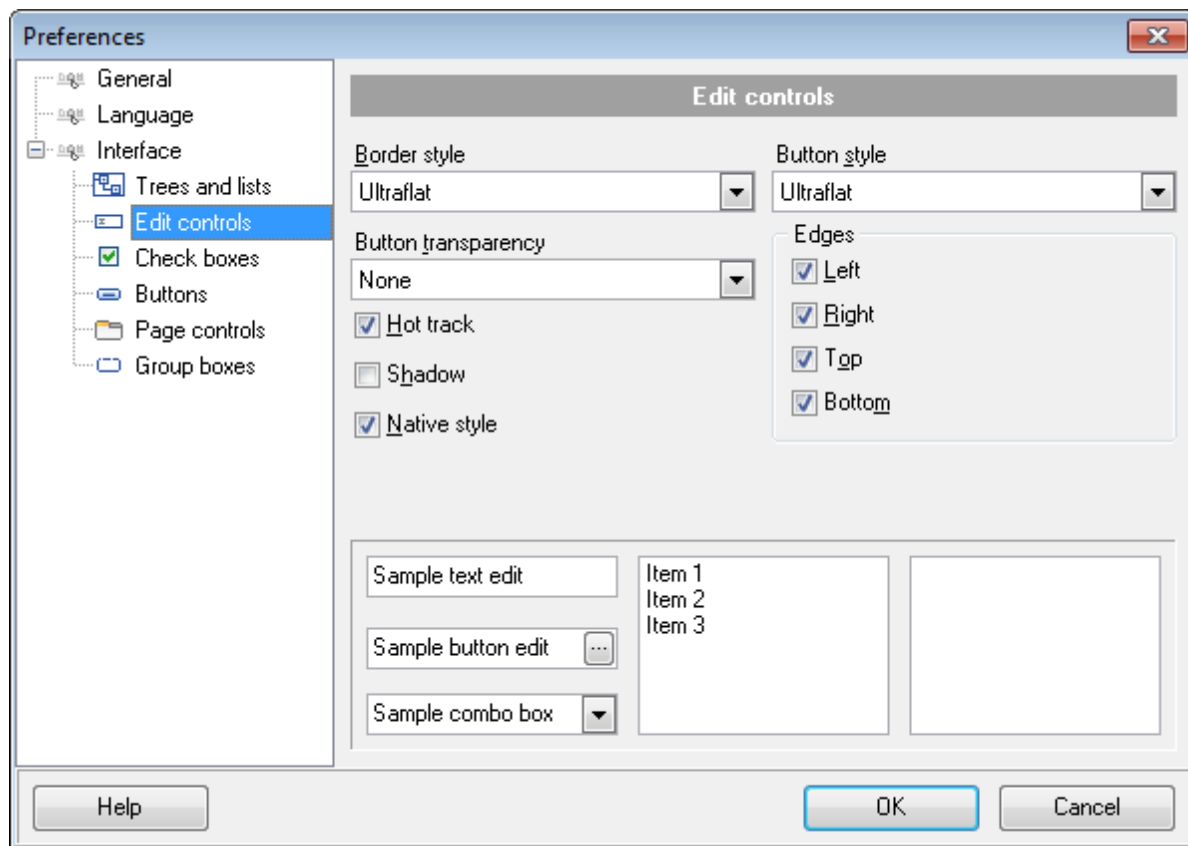 Preferences
General
Language
Interface
Trees and lists
Edit controls
Check boxes
Buttons
Page controls
Group boxes
Edit controls
Border style
Ultraflat
Button style
Ultraflat
Button transparency
None
Hot track
Shadow
Native style
Edges
Left
Right
Top
Bottom
Sample text edit
Sample button edit
...
Sample combo box
Item 1
Item 2
Item 3
Help
OK
Cancel